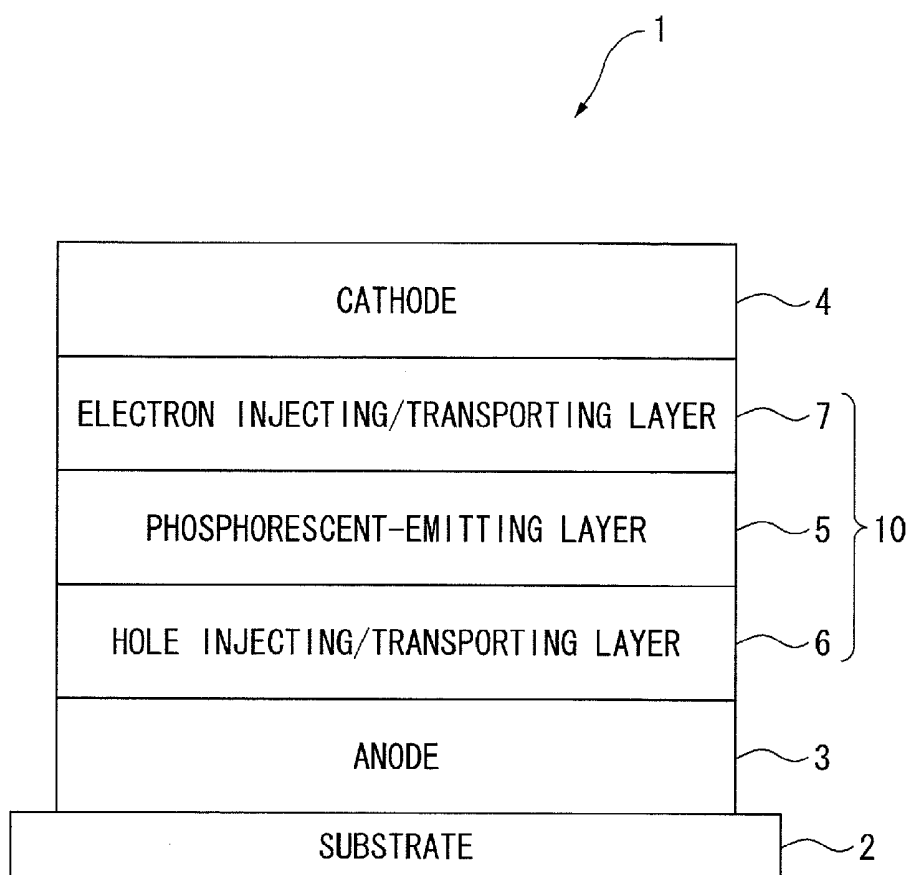 1
CATHODE 4
ELECTRON INJECTING/TRANSPORTING LAYER 7
PHOSPHORESCENT-EMITTING LAYER 5 10
HOLE INJECTING/TRANSPORTING LAYER 6
ANODE 3
SUBSTRATE 2